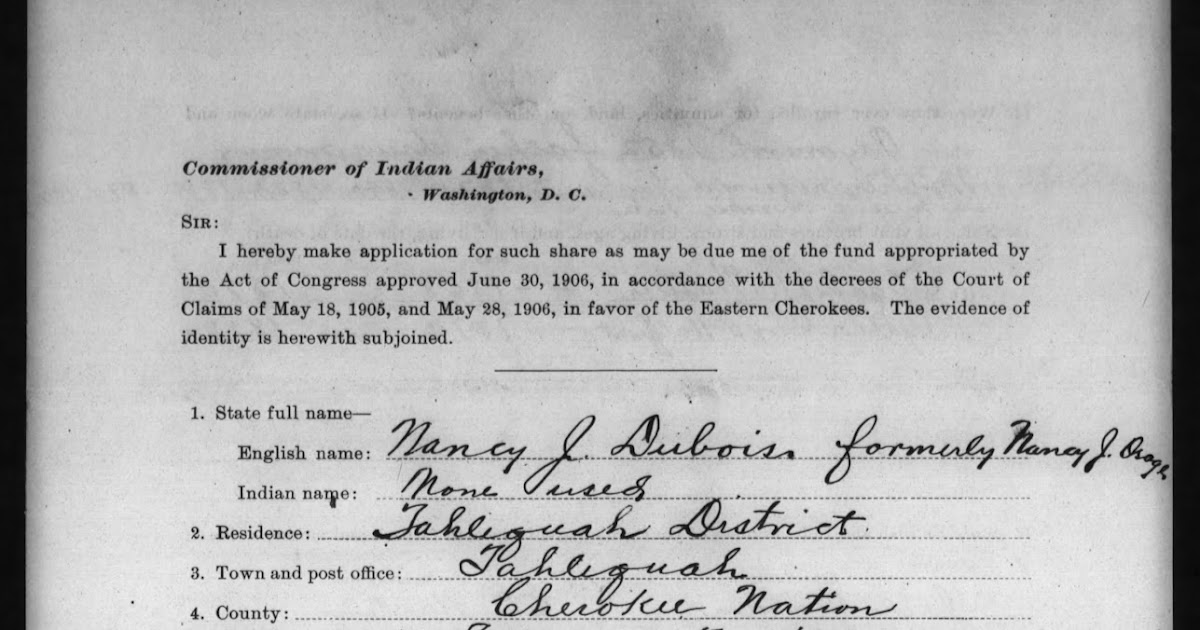 Commissioner of Indian Affairs,
Washington, D. C.
SIR:
I hereby make application for such share as may be due me of the fund appropriated by
the Act of Congress approved June 30, 1906, in accordance with the decrees of the Court of
Claims of May 18, 1905, and May 28, 1906, in favor of the Eastern Cherokees. The evidence of
identity is herewith subjoined.
1. State full name—
English name: Nancy J. Dubois. formerly Nancy J.
Indian name: None used
2. Residence: Tahlequah District
3. Town and post office: Tahlequah
4. County: Cherokee Nation